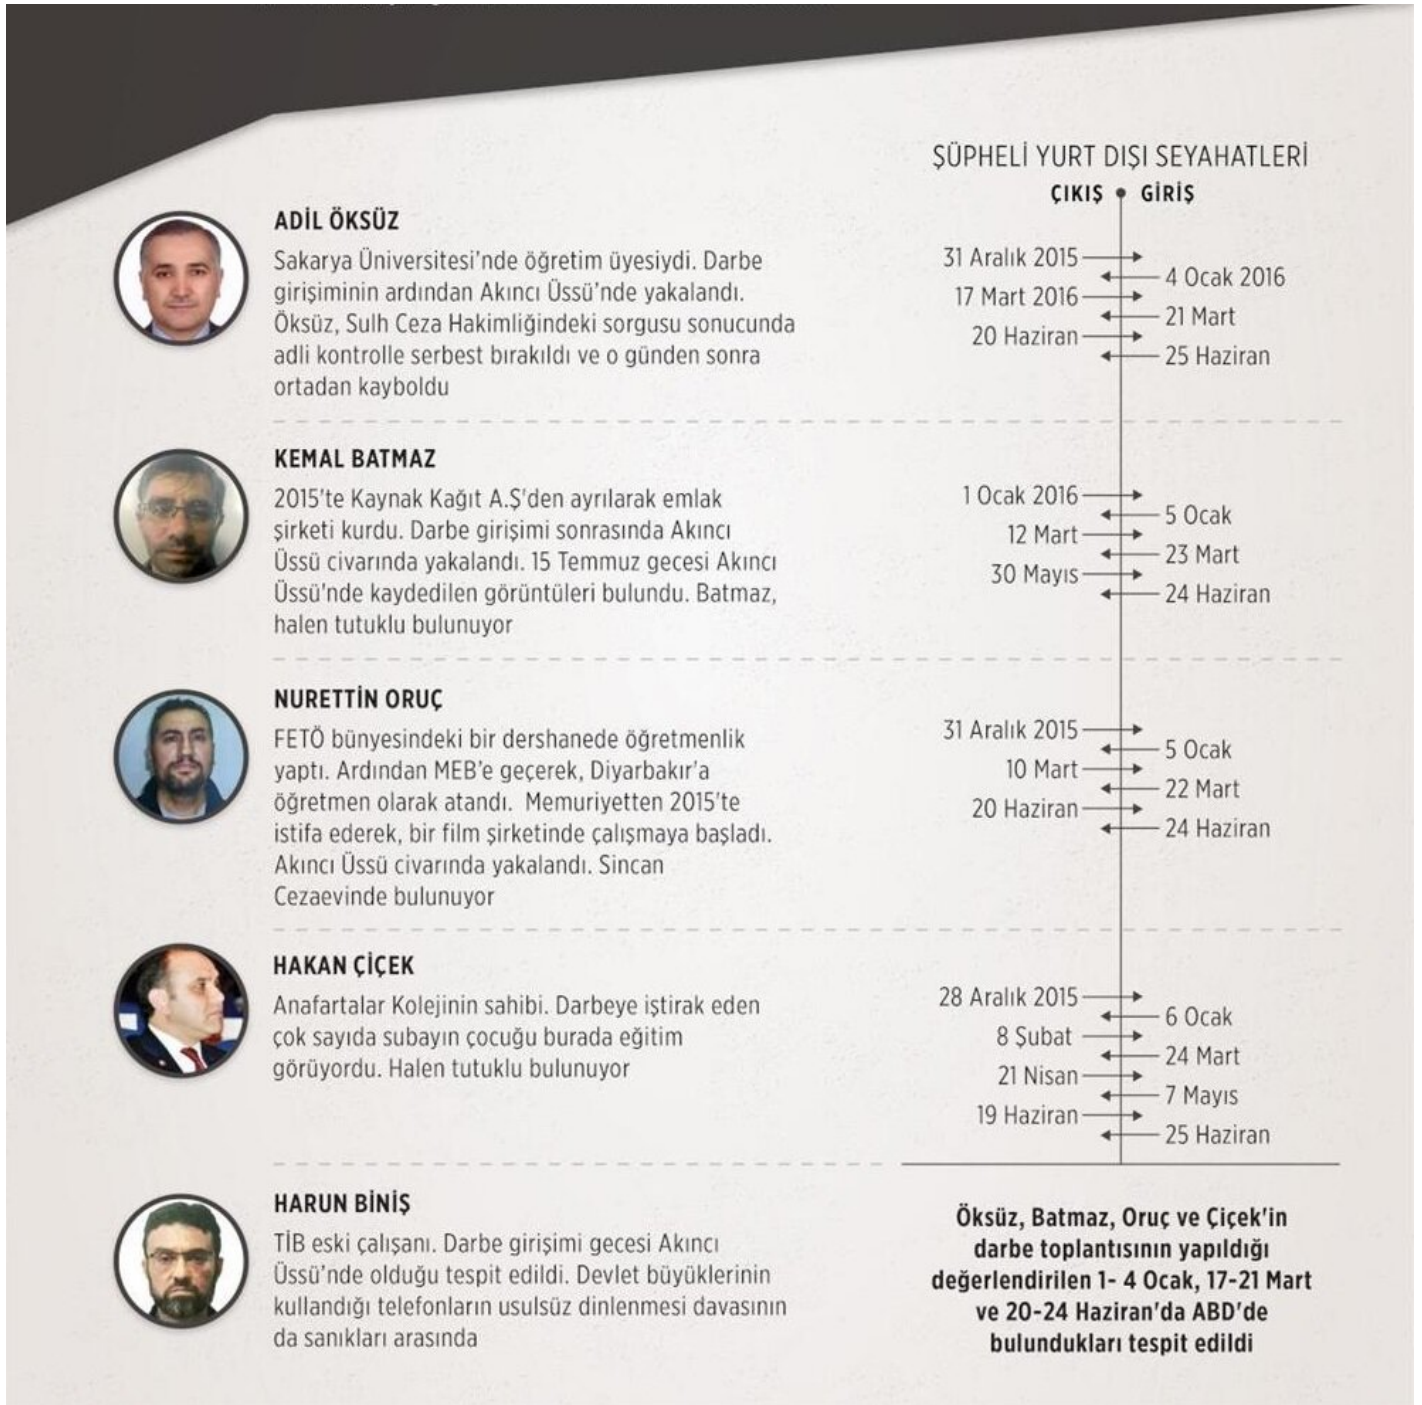 ŞÜPHELİ YURT DIŞI SEYAHATLERİ
ÇIKIŞ GİRİŞ
ADİL ÖKSÜZ
Sakarya Üniversitesi'nde öğretim üyesiydi. Darbe
girişiminin ardından Akıncı Üssü'nde yakalandı.
Öksüz, Sulh Ceza Hakimliğindeki sorgusu sonucunda
adli kontrolle serbest bırakıldı ve o günden sonra
ortadan kayboldu
31 Aralık 2015
4 Ocak 2016
17 Mart 2016
21 Mart
20 Haziran
25 Haziran
KEMAL BATMAZ
2015'te Kaynak Kağıt A.Ş'den ayrılarak emlak
şirketi kurdu. Darbe girişimi sonrasında Akıncı
Üssü civarında yakalandı. 15 Temmuz gecesi Akıncı
Üssü'nde kaydedilen görüntüleri bulundu. Batmaz,
halen tutuklu bulunuyor
1 Ocak 2016
5 Ocak
12 Mart
23 Mart
30 Mayıs
24 Haziran
NURETTİN ORUÇ
FETÖ bünyesindeki bir dershanede öğretmenlik
yaptı. Ardından MEB'e geçerek, Diyarbakır'a
öğretmen olarak atandı. Memuriyetten 2015'te
istifa ederek, bir film şirketinde çalışmaya başladı.
Akıncı Üssü civarında yakalandı. Sincan
Cezaevinde bulunuyor
31 Aralık 2015
5 Ocak
10 Mart
22 Mart
20 Haziran
24 Haziran
HAKAN ÇİÇEK
Anafartalar Kolejinin sahibi. Darbeye iştirak eden
çok sayıda subayın çocuğu burada eğitim
görüyordu. Halen tutuklu bulunuyor
28 Aralık 2015
6 Ocak
8 Şubat
24 Mart
21 Nisan
7 Mayıs
19 Haziran
25 Haziran
HARUN BİNİŞ
TİB eski çalışanı. Darbe girişimi gecesi Akıncı
Üssü'nde olduğu tespit edildi. Devlet büyüklerinin
kullandığı telefonların usulsüz dinlenmesi davasının
da sanıkları arasında
Öksüz, Batmaz, Oruç ve Çiçek'in
darbe toplantısının yapıldığı
değerlendirilen 1- 4 Ocak, 17-21 Mart
ve 20-24 Haziran'da ABD'de
bulundukları tespit edildi